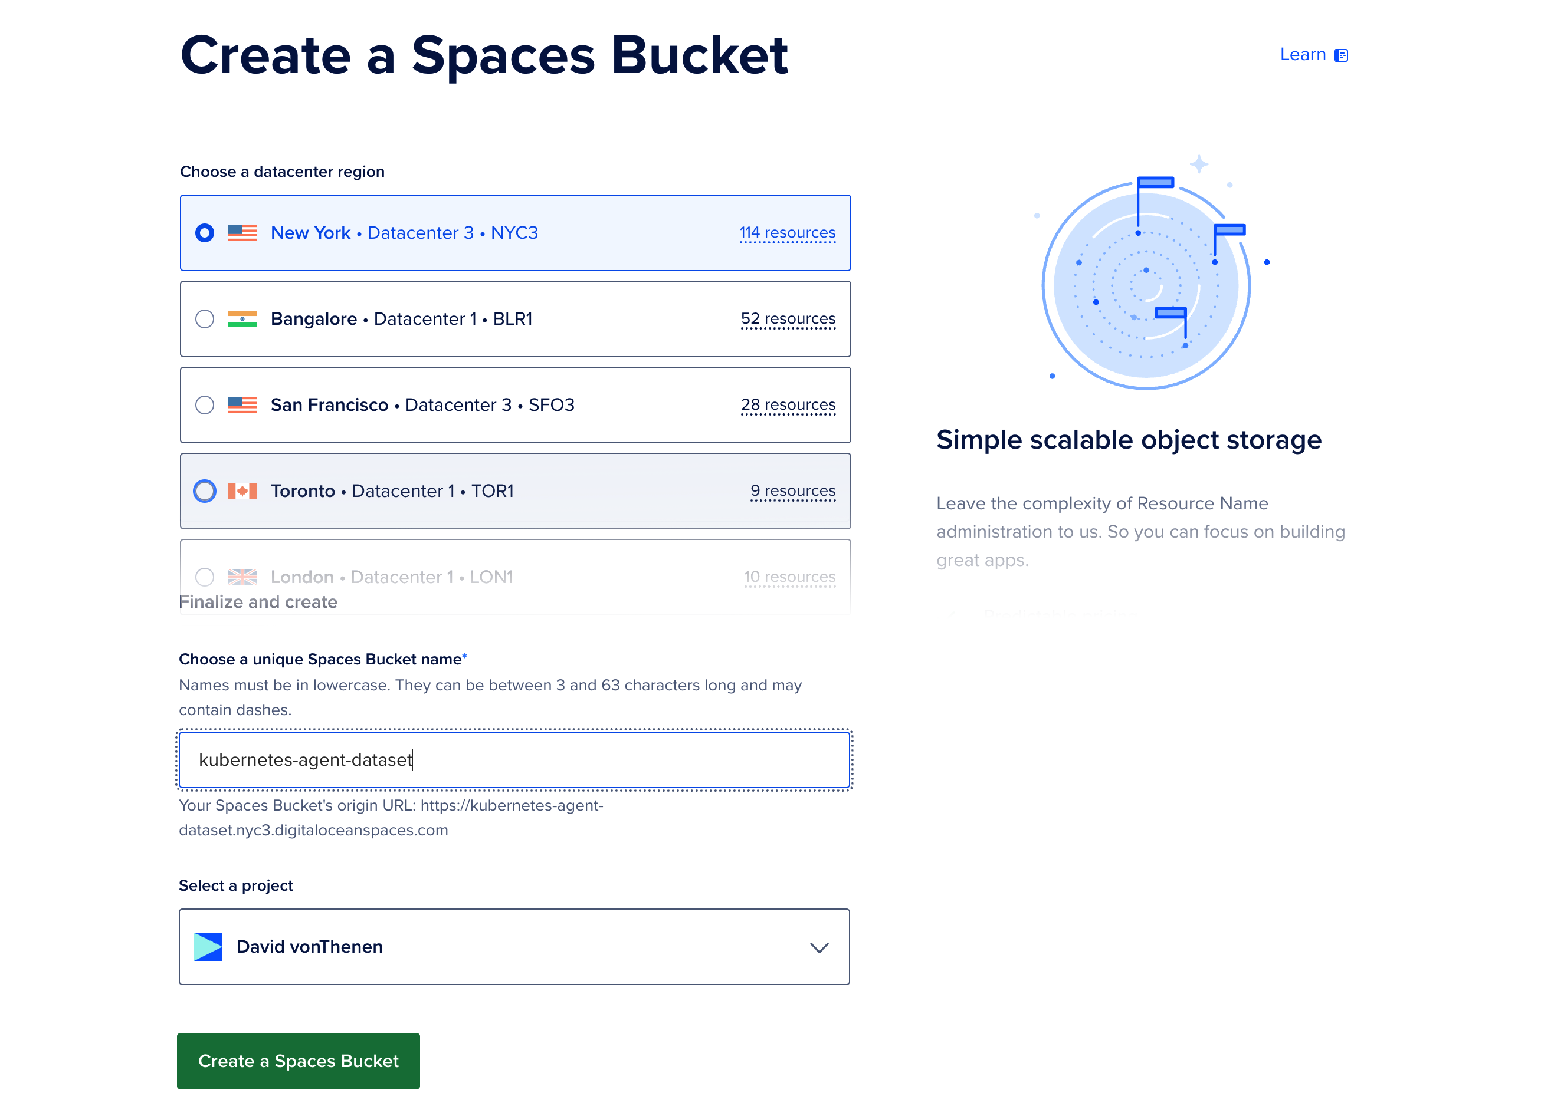 Create a Spaces Bucket
Learn
Choose a datacenter region
New York • Datacenter 3 • NYC3
114 resources
Bangalore • Datacenter 1 • BLR1
52 resources
San Francisco • Datacenter 3 • SFO3
28 resources
Toronto • Datacenter 1 • TOR1
9 resources
London • Datacenter 1 • LON1
10 resources
Finalize and create
Simple scalable object storage
Leave the complexity of Resource Name
administration to us. So you can focus on building
great apps.
Choose a unique Spaces Bucket name*
Names must be in lowercase. They can be between 3 and 63 characters long and may
contain dashes.
kubernetes-agent-dataset
Your Spaces Bucket's origin URL: https://kubernetes-agent-
dataset.nyc3.digitaloceanspaces.com
Select a project
David vonThenen
Create a Spaces Bucket